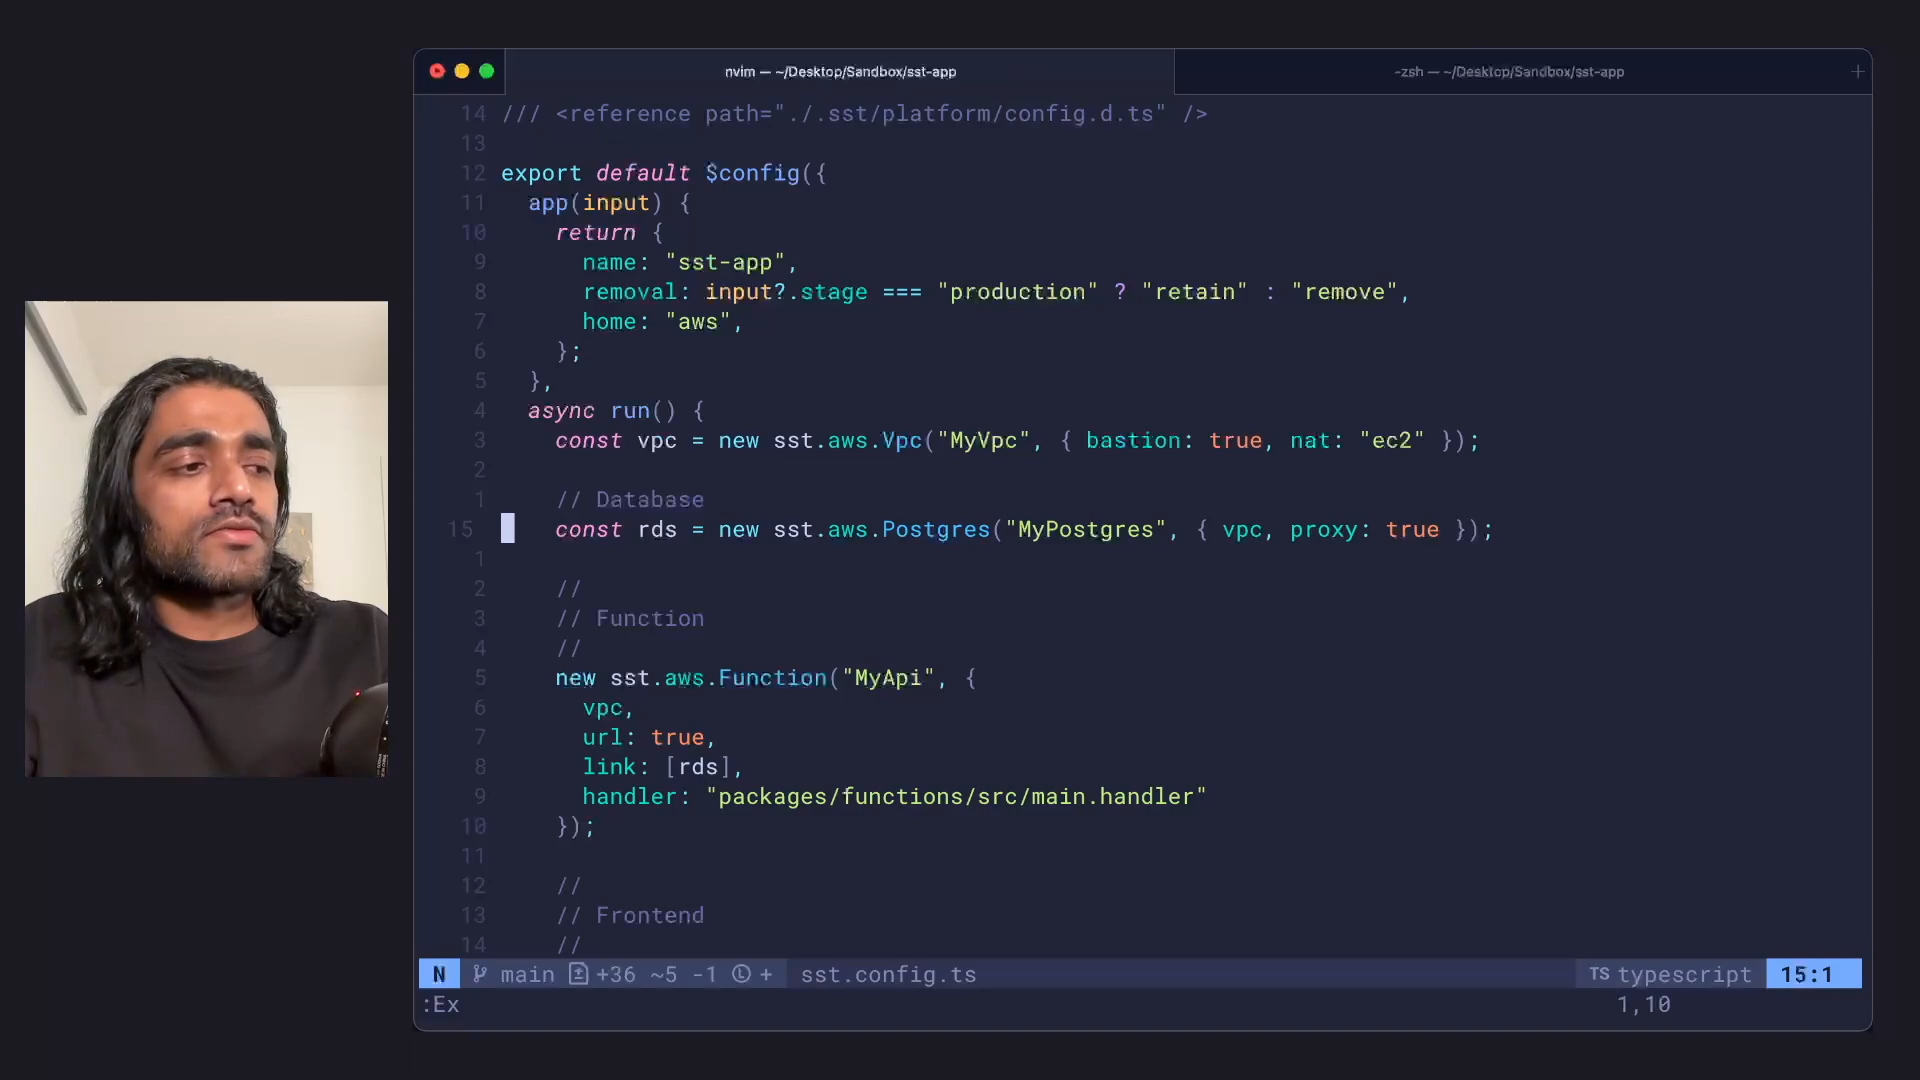 nvim — ~/Desktop/Sandbox/sst-app
-zsh — ~/Desktop/Sandbox/sst-app
14 /// <reference path="./.sst/platform/config.d.ts" />
13
12 export default $config({
11   app(input) {
10     return {
9       name: "sst-app",
8       removal: input?.stage === "production" ? "retain" : "remove",
7       home: "aws",
6     };
5   },
4   async run() {
3     const vpc = new sst.aws.Vpc("MyVpc", { bastion: true, nat: "ec2" });
2
1     // Database
15     const rds = new sst.aws.Postgres("MyPostgres", { vpc, proxy: true });
1
2     //
3     // Function
4     //
5     new sst.aws.Function("MyApi", {
6       vpc,
7       url: true,
8       link: [rds],
9       handler: "packages/functions/src/main.handler"
10     });
11
12     //
13     // Frontend
14     //
N main +36 ~5 -1 + sst.config.ts TS typescript 15:1
:Ex 1,10